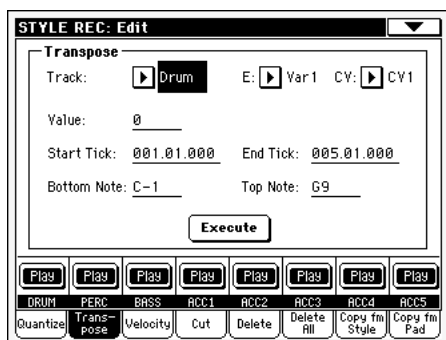 STYLE REC: Edit
Transpose
Track: Drum E: Var1 CV: CV1
Value: 0
Start Tick: 001.01.000 End Tick: 005.01.000
Bottom Note: C-1 Top Note: G9
Execute
Play Play Play Play Play Play Play Play
DRUM PERC BASS ACC1 ACC2 ACC3 ACC4 ACC5
Quantize Trans-pose Velocity Cut Delete Delete All Copy fm Style Copy fm Pad